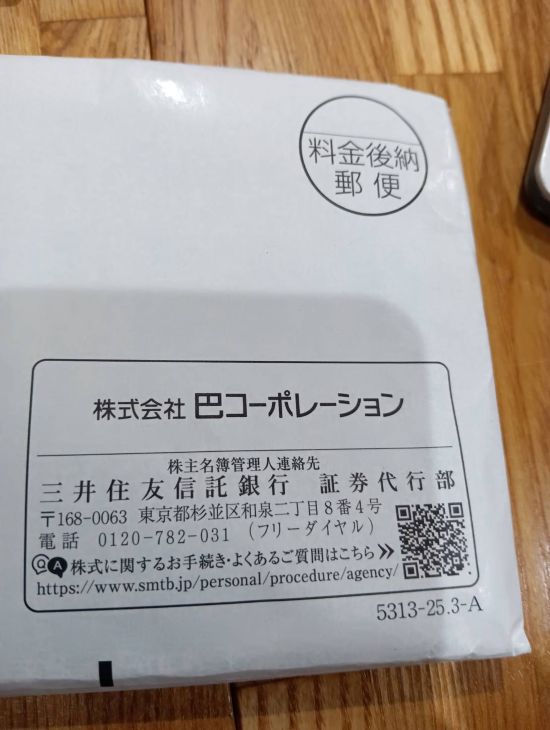 料金後納
郵便
株式会社 巴コーポレーション
株主名簿管理人連絡先
三井住友信託銀行 証券代行部
〒168-0063 東京都杉並区和泉二丁目8番4号
電話 0120-782-031 (フリーダイヤル)
Q A 株式に関するお手続き・よくあるご質問はこちら
https://www.smtb.jp/personal/procedure/agency/
5313-25.3-A